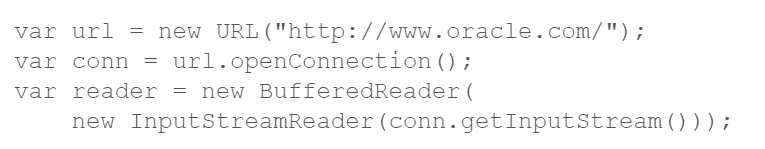 var url = new URL("http://www.oracle.com/");
var conn = url.openConnection();
var reader = new BufferedReader(
    new InputStreamReader(conn.getInputStream()));